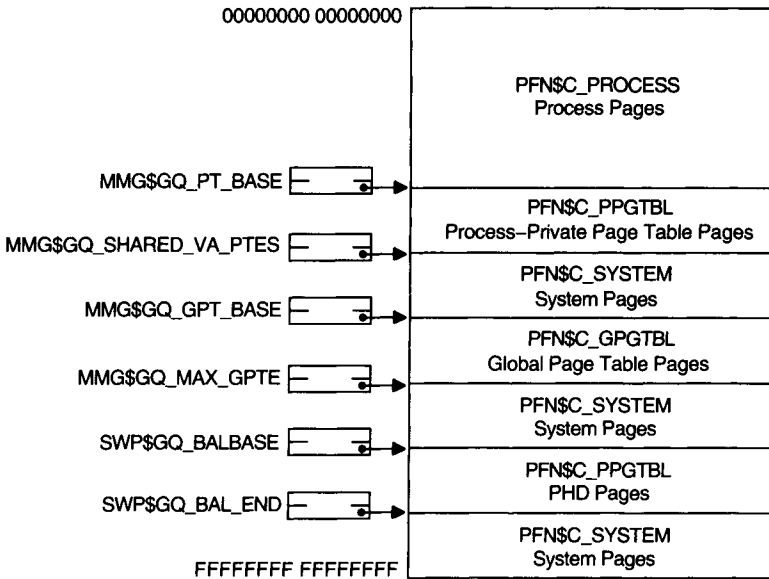 00000000 00000000
PFN$C_PROCESS
Process Pages
MMG$GQ_PT_BASE
PFN$C_PPGTBL
Process–Private Page Table Pages
MMG$GQ_SHARED_VA_PTES
PFN$C_SYSTEM
System Pages
MMG$GQ_GPT_BASE
PFN$C_GPGTBL
Global Page Table Pages
MMG$GQ_MAX_GPTE
PFN$C_SYSTEM
System Pages
SWP$GQ_BALBASE
PFN$C_PPGTBL
PHD Pages
SWP$GQ_BAL_END
PFN$C_SYSTEM
System Pages
FFFFFFFF FFFFFFFF